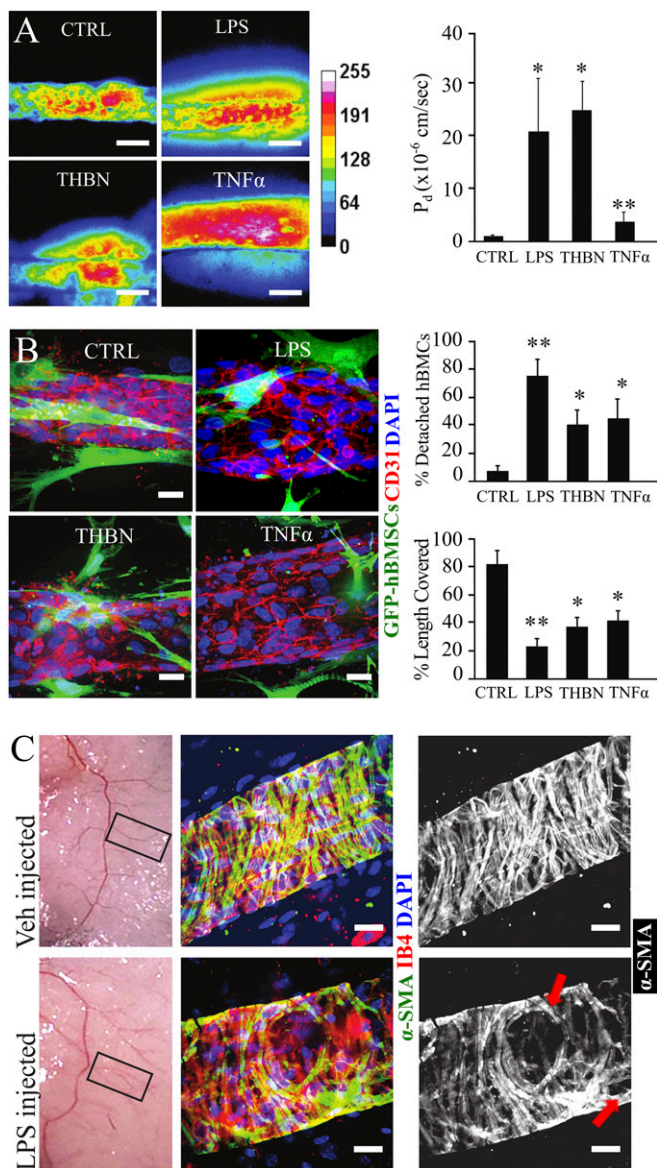 A
CTRL
LPS
THBN
TNFα
255
191
128
64
0
P_d (x10^-6 cm/sec)
40
30
20
10
0
*
*
**
CTRL LPS THBN TNFα
B
CTRL
LPS
THBN
TNFα
GFP-hBMSCs CD31 DAPI
% Detached hBMCs
100
80
60
40
20
0
**
*
*
CTRL LPS THBN TNFα
% Length Covered
100
80
60
40
20
0
**
*
*
CTRL LPS THBN TNFα
C
Veh injected
LPS injected
α-SMA IB4 DAPI
α-SMA